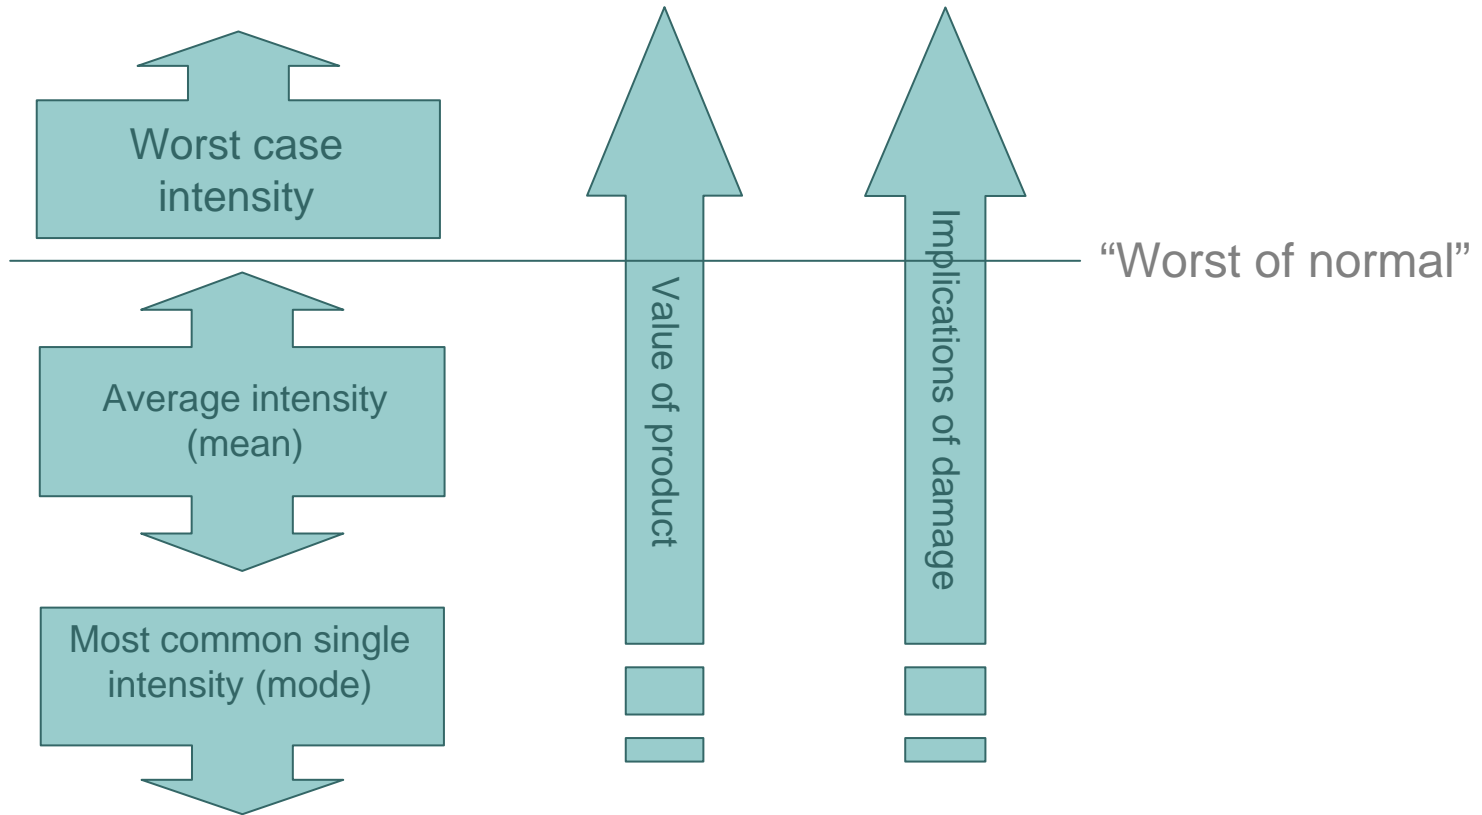 Worst case
intensity
“Worst of normal”
Average intensity
(mean)
Most common single
intensity (mode)
Value of product
Implications of damage